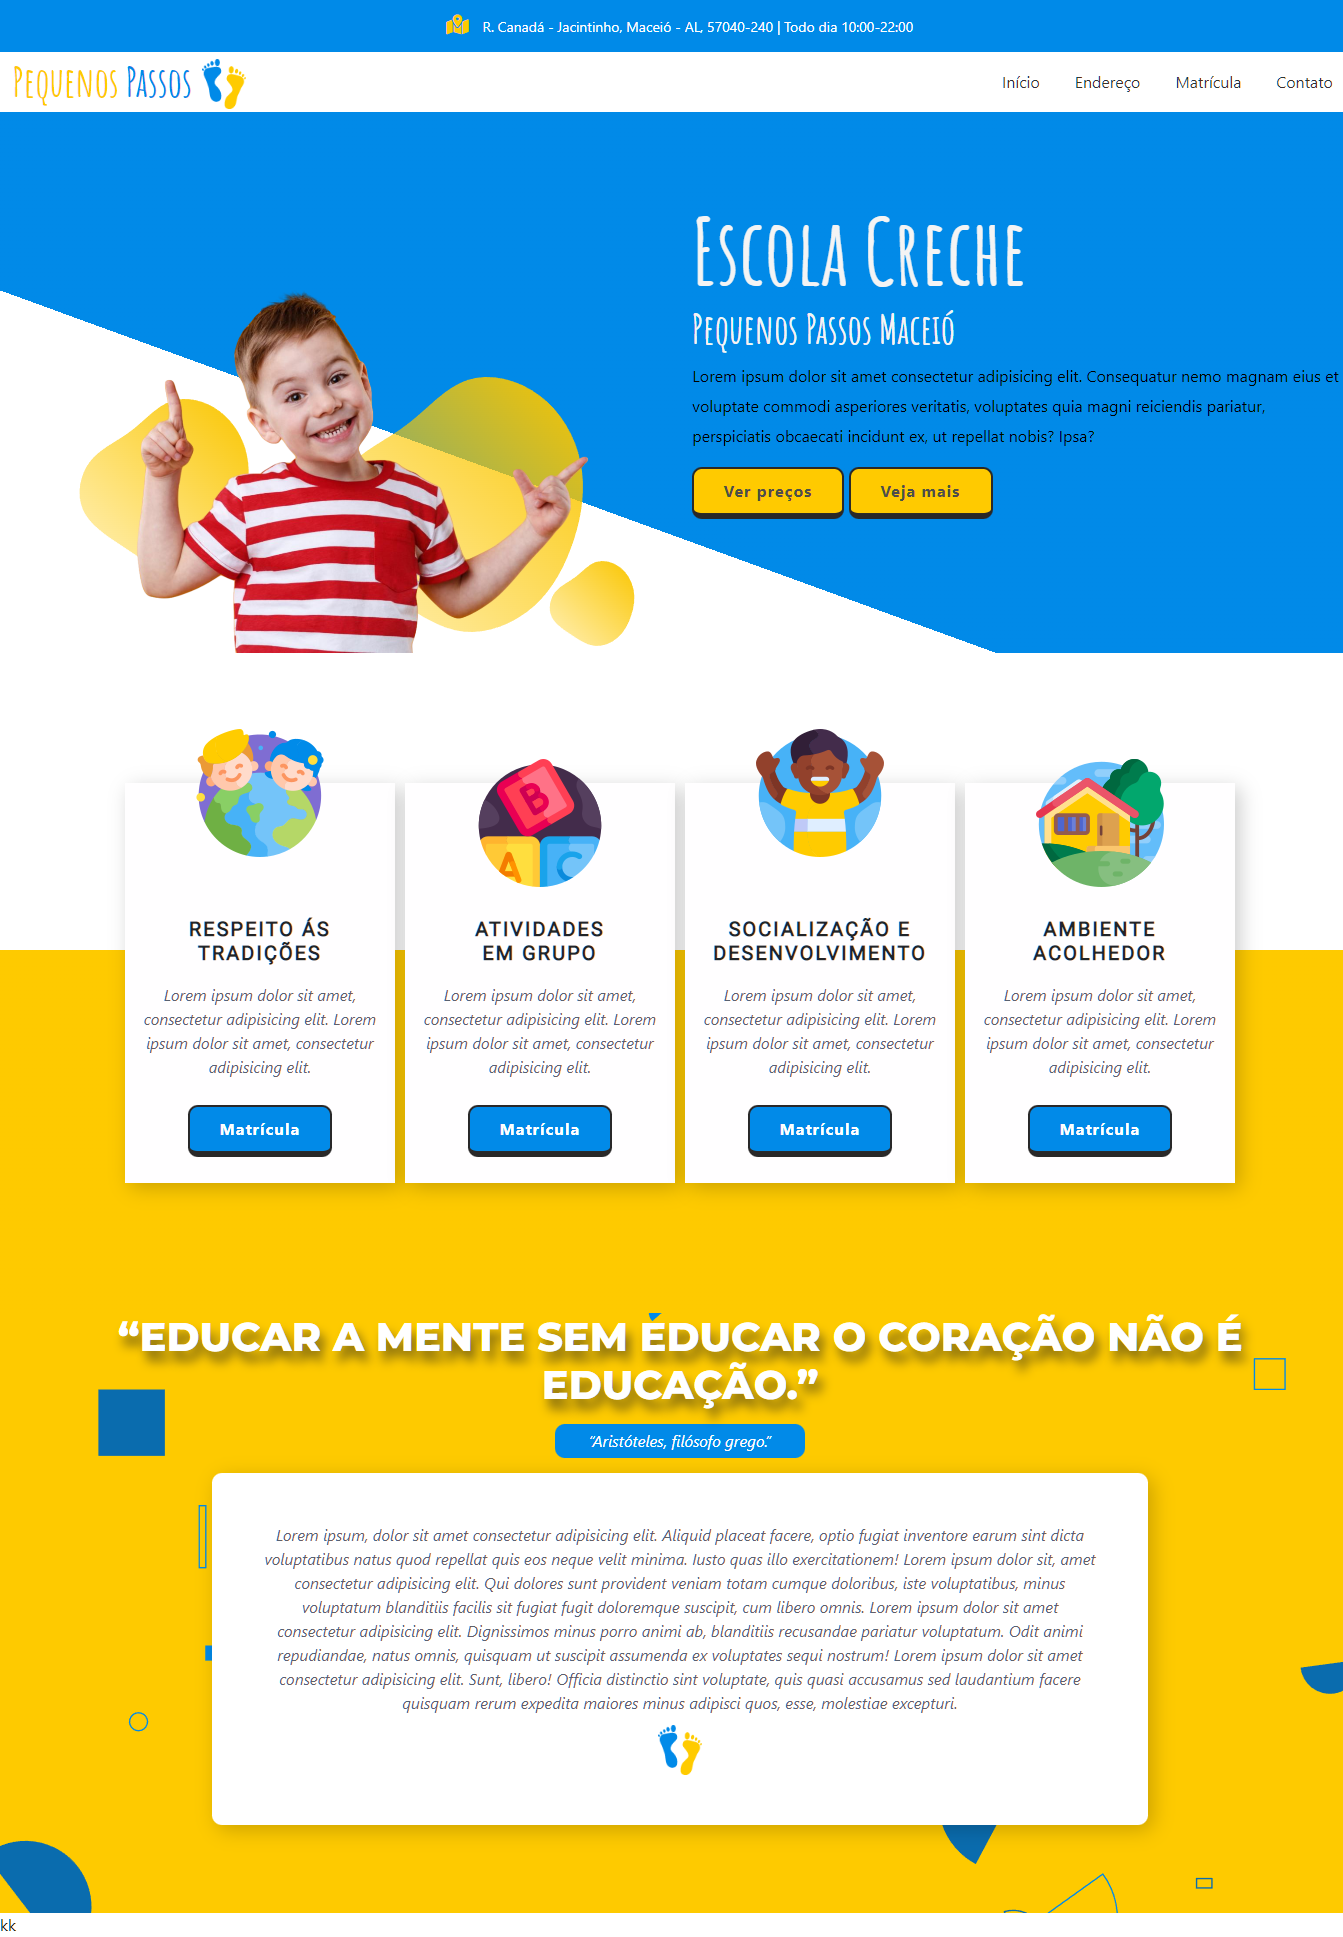 R. Canadá - Jacintinho, Maceió - AL, 57040-240 | Todo dia 10:00-22:00
Pequenos Passos
Início Endereço Matrícula Contato
Escola Creche
Pequenos Passos Maceió
Lorem ipsum dolor sit amet consectetur adipisicing elit. Consequatur nemo magnam eius et
voluptate commodi asperiores veritatis, voluptates quia magni reiciendis pariatur,
perspiciatis obcaecati incidunt ex, ut repellat nobis? Ipsa?
Ver preços Veja mais
B
A C
RESPEITO ÁS
TRADIÇÕES
Lorem ipsum dolor sit amet,
consectetur adipisicing elit. Lorem
ipsum dolor sit amet, consectetur
adipisicing elit.
Matrícula
ATIVIDADES
EM GRUPO
Lorem ipsum dolor sit amet,
consectetur adipisicing elit. Lorem
ipsum dolor sit amet, consectetur
adipisicing elit.
Matrícula
SOCIALIZAÇÃO E
DESENVOLVIMENTO
Lorem ipsum dolor sit amet,
consectetur adipisicing elit. Lorem
ipsum dolor sit amet, consectetur
adipisicing elit.
Matrícula
AMBIENTE
ACOLHEDOR
Lorem ipsum dolor sit amet,
consectetur adipisicing elit. Lorem
ipsum dolor sit amet, consectetur
adipisicing elit.
Matrícula
“EDUCAR A MENTE SEM EDUCAR O CORAÇÃO NÃO É
EDUCAÇÃO.”
“Aristóteles, filósofo grego.”
Lorem ipsum, dolor sit amet consectetur adipisicing elit. Aliquid placeat facere, optio fugiat inventore earum sint dicta
voluptatibus natus quod repellat quis eos neque velit minima. Iusto quas illo exercitationem! Lorem ipsum dolor sit, amet
consectetur adipisicing elit. Qui dolores sunt provident veniam totam cumque doloribus, iste voluptatibus, minus
voluptatum blanditiis facilis sit fugiat fugit doloremque suscipit, cum libero omnis. Lorem ipsum dolor sit amet
consectetur adipisicing elit. Dignissimos minus porro animi ab, blanditiis recusandae pariatur voluptatum. Odit animi
repudiandae, natus omnis, quisquam ut suscipit assumenda ex voluptates sequi nostrum! Lorem ipsum dolor sit amet
consectetur adipisicing elit. Sunt, libero! Officia distinctio sint voluptate, quis quasi accusamus sed laudantium facere
quisquam rerum expedita maiores minus adipisci quos, esse, molestiae excepturi.
kk